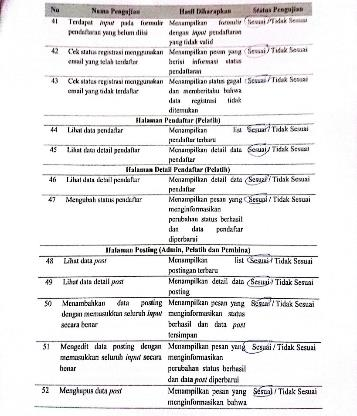 No Nama Pengujian Hasil Diharapkan Status Pengujian
41 Terdapat input pada formulir Menampilkan formulir Sesuai / Tidak Sesuai
pendaftaran yang belum diisi dengan input pendaftaran
yang tidak valid
42 Cek status registrasi menggunakan Menampilkan pesan yang Sesuai / Tidak Sesuai
email yang telah terdaftar berisi informasi status
pendaftaran
43 Cek status registrasi menggunakan Menampilkan status gagal Sesuai / Tidak Sesuai
email yang tidak terdaftar dan memberitahu bahwa
data registrasi tidak
ditemukan
Halaman Pendaftar (Pelatih)
44 Lihat data pendaftar Menampilkan list Sesuai / Tidak Sesuai
pendaftar terbaru
45 Lihat data detail pendaftar Menampilkan detail data Sesuai / Tidak Sesuai
pendaftar
Halaman Detail Pendaftar (Pelatih)
46 Lihat data detail pendaftar Menampilkan detail data Sesuai / Tidak Sesuai
pendaftar
47 Mengubah status pendaftar Menampilkan pesan yang Sesuai / Tidak Sesuai
menginformasikan
perubahan status berhasil
dan data pendaftar
diperbarui
Halaman Posting (Admin, Pelatih dan Pembina)
48 Lihat data post Menampilkan list Sesuai / Tidak Sesuai
postingan terbaru
49 Lihat data detail post Menampilkan detail data Sesuai / Tidak Sesuai
posting
50 Menambahkan data posting Menampilkan pesan yang Sesuai / Tidak Sesuai
dengan memasukkan seluruh input menginformasikan status
secara benar berhasil dan data post
tersimpan
51 Mengedit data posting dengan Menampilkan pesan yang Sesuai / Tidak Sesuai
memasukkan seluruh input secara menginformasikan
benar perubahan status berhasil
dan data post diperbarui
52 Menghapus data post Menampilkan pesan yang Sesuai / Tidak Sesuai
menginformasikan bahwa